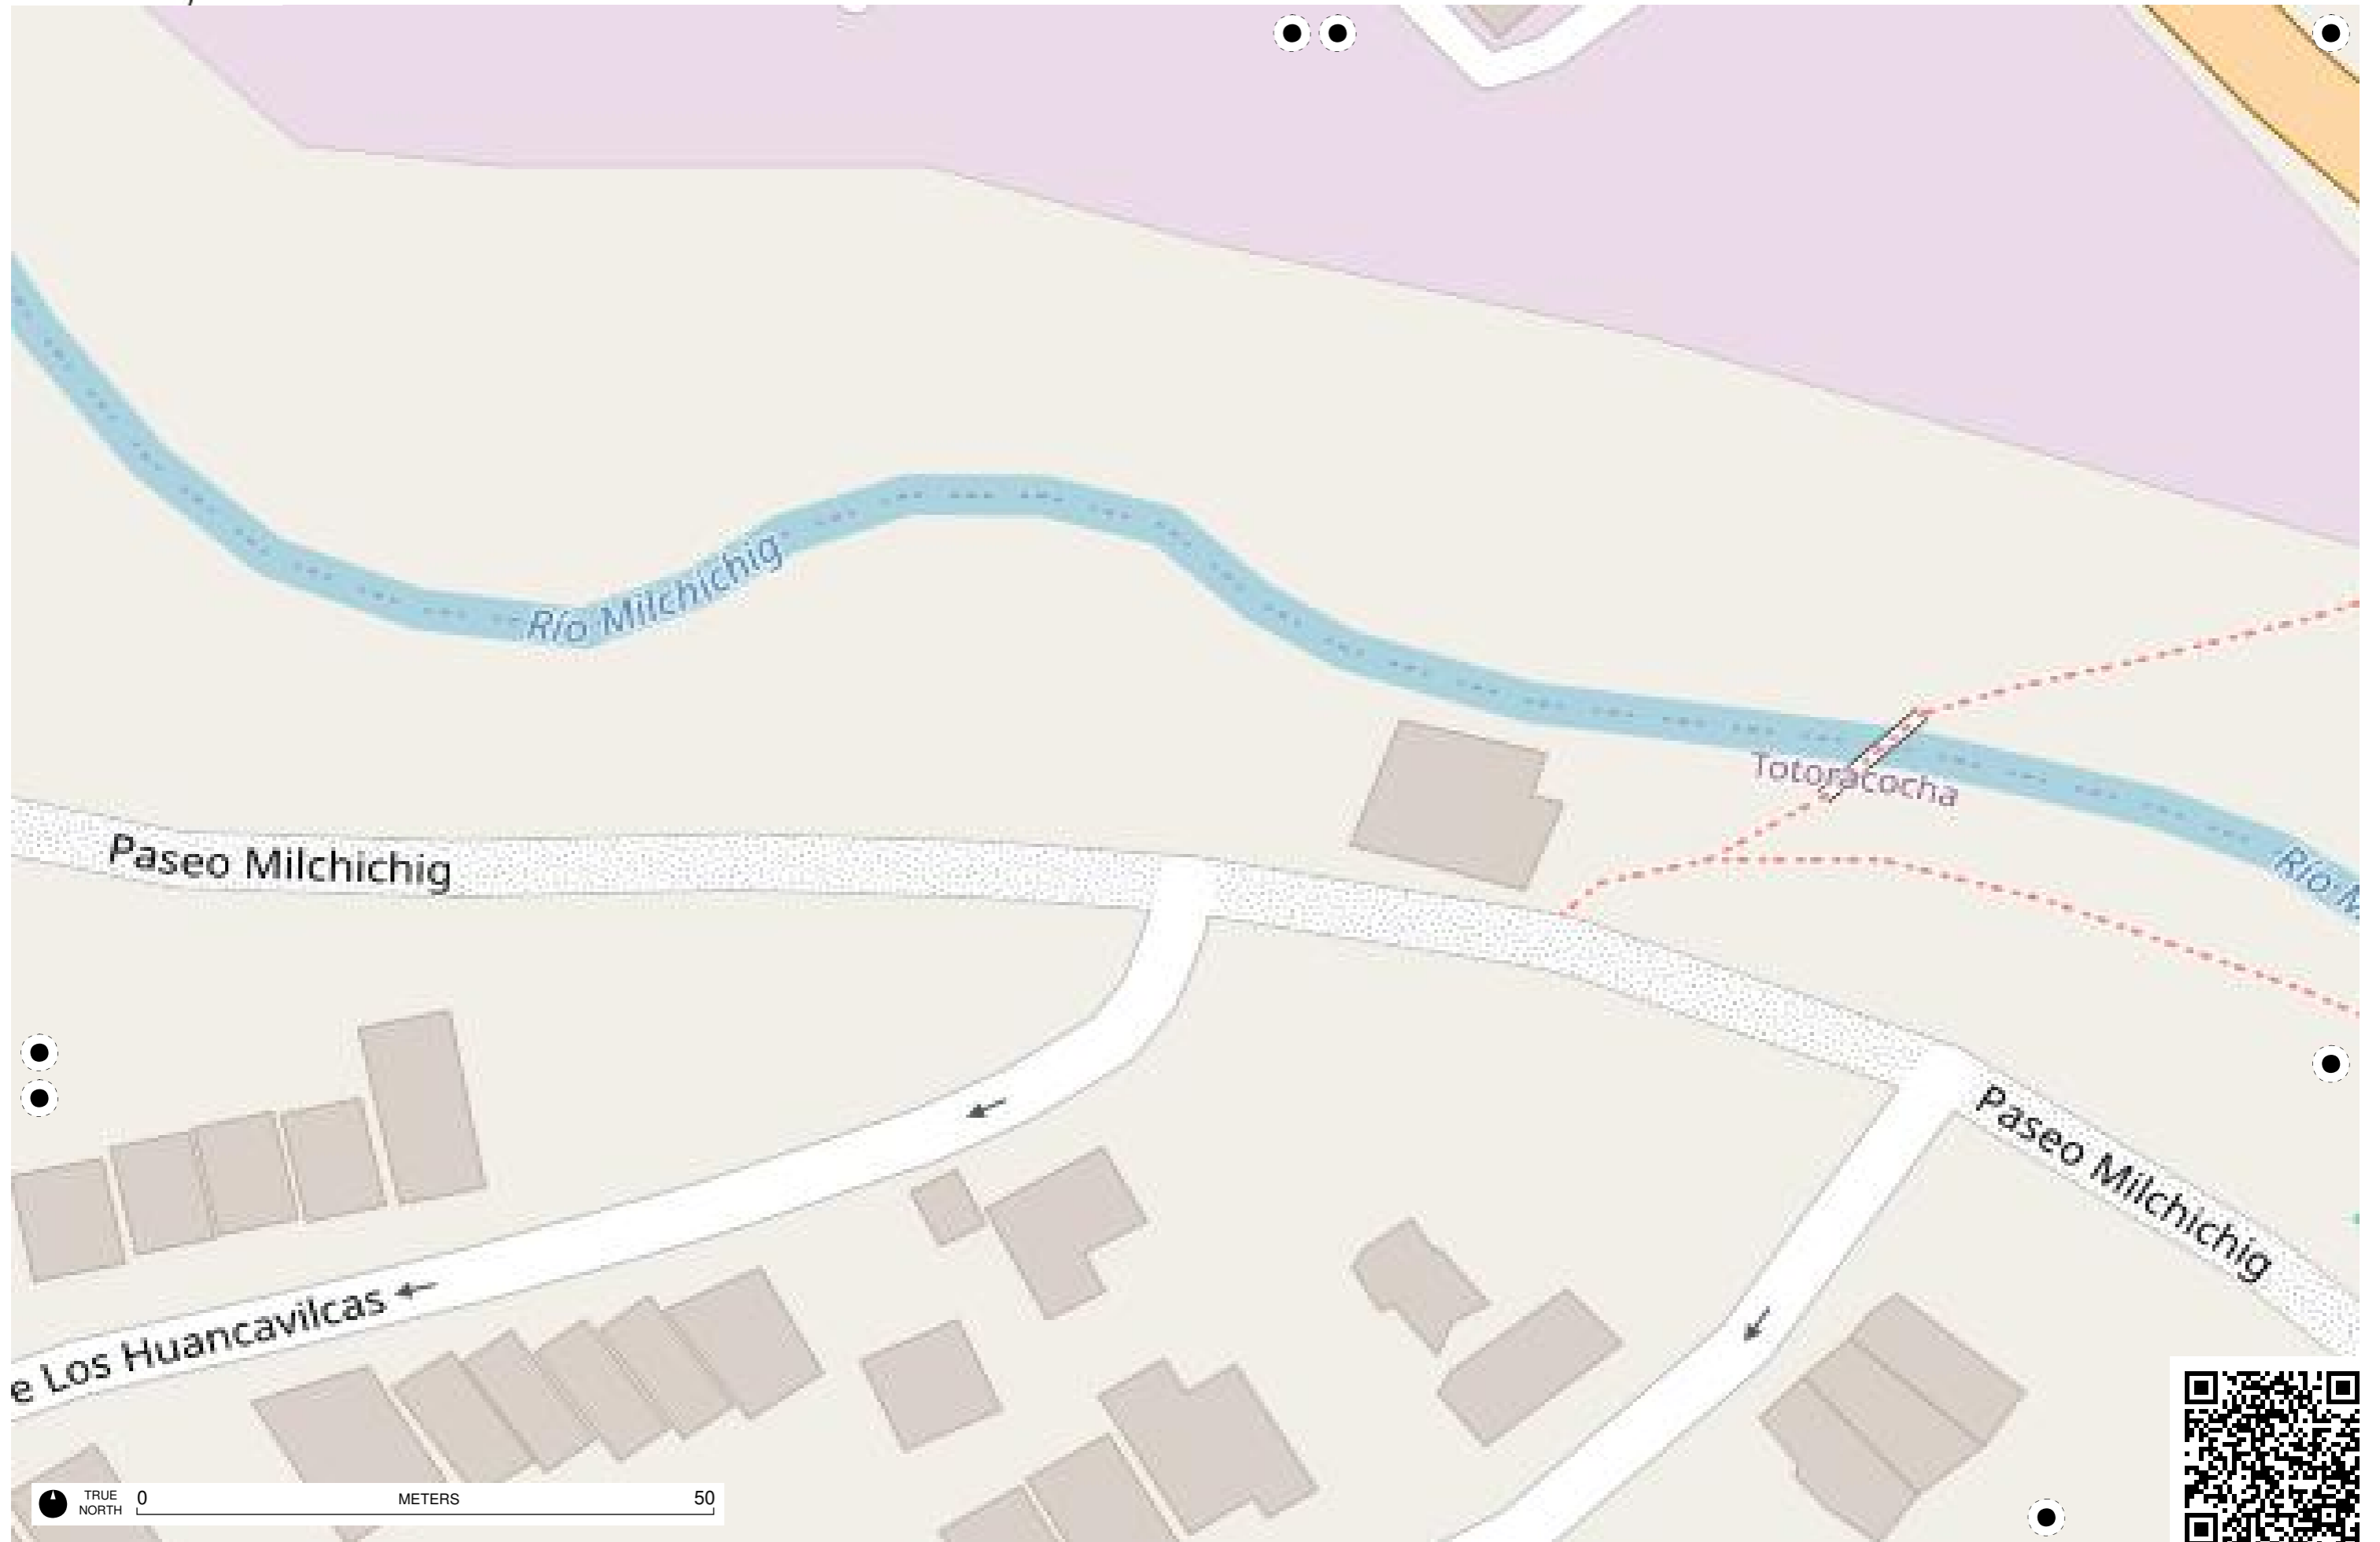 Río Milchichig
Totoracocha
Río M
Paseo Milchichig
Paseo Milchichig
e Los Huancavilcas
TRUE NORTH
0 METERS 50